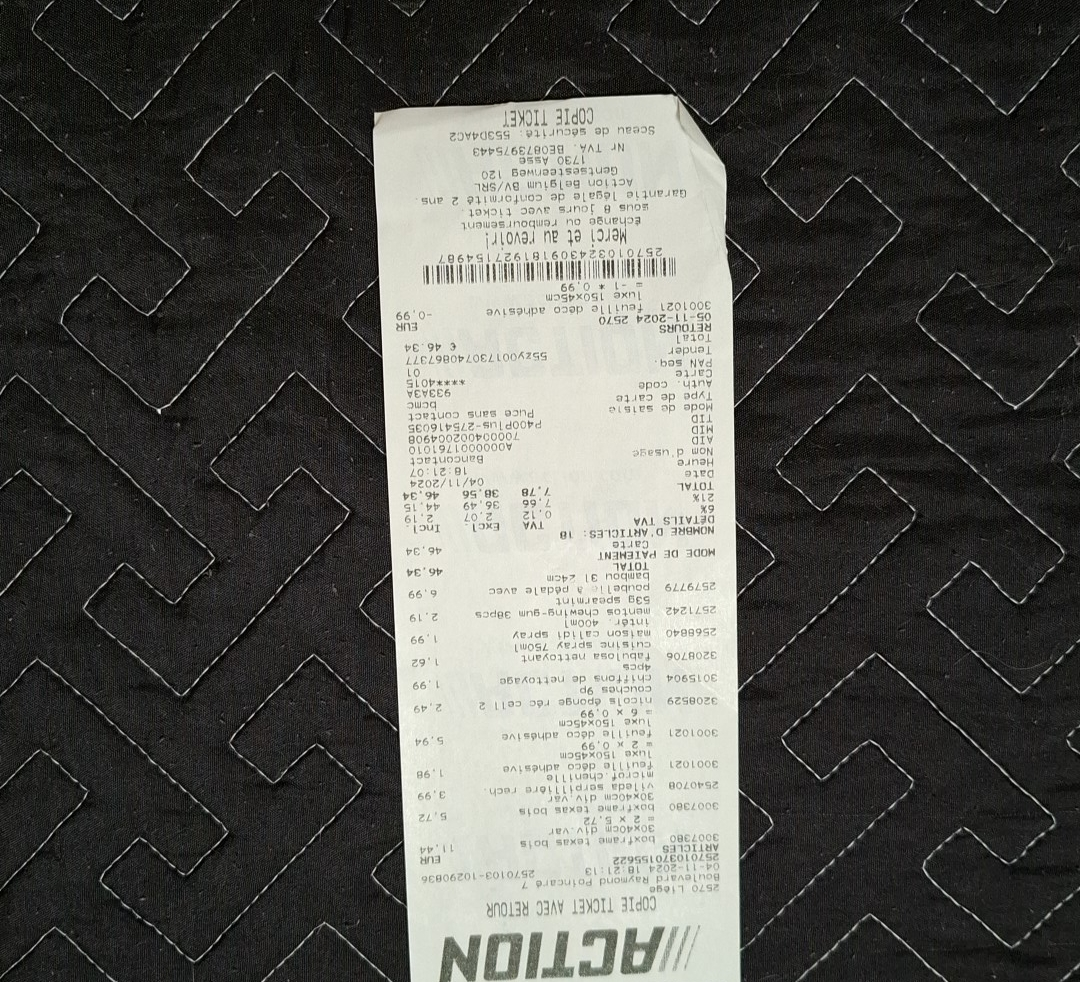 ACTION
COPIE TICKET AVEC RETOUR
2570 Liège
Boulevard Raymond Poincaré 7
04-11-2024 18:21:13 2570103-10290836
257010370155622
ARTICLES EUR
3007380 boxframe texas bois 11,44
30x40cm div.var
= 2 x 5,72
3007380 boxframe texas bois 5,72
30x40cm div.var
2540708 vileda serpillière rech. 3,99
microf.chenille
3001021 feuille déco adhésive 1,98
luxe 150x45cm
= 2 x 0,99
3001021 feuille déco adhésive 5,94
luxe 150x45cm
= 6 x 0,99
3208529 nicols éponge réc cell 2 2,49
couches 9p
3015904 chiffons de nettoyage 1,99
4pcs
3208706 fabulosa nettoyant 1,62
cuisine spray 750ml
2568840 maison calidi spray 1,99
intér. 400ml
2571242 mentos chewing-gum 38pcs 2,19
53g spearmint
2579779 poubelle à pédale avec 6,99
bambou 3l 24cm
TOTAL 46,34
MODE DE PAIEMENT
Carte 46,34
NOMBRE D'ARTICLES: 18
DÉTAILS TVA TVA Excl. Incl.
6% 0,12 2,07 2,19
21% 7,66 36,49 44,15
TOTAL 7,78 38,56 46,34
Date 04/11/2024
Heure 18:21:07
Nom d'usage Bancontact
AID A0000001761010
MID 700004002004908
TID P400Plus-275416035
Mode de saisie Puce sans contact
Type de carte bcmc
Auth. code 933A3A
Carte ****4015
PAN seq. 01
Tender 55zy001730740867377
Total € 46.34
RETOURS
05-11-2024 2570 EUR
3001021 feuille déco adhésive -0,99
luxe 150x45cm
= -1 * 0,99
2570103243091819271 54987
Merci et au revoir!
Échange ou remboursement
sous 8 jours avec ticket.
Garantie légale de conformité 2 ans.
Action Belgium BV/SRL
Gentsesteenweg 120
1730 Asse
Nr TVA. BE0873975443
Sceau de sécurité: 553D4AC2
COPIE TICKET